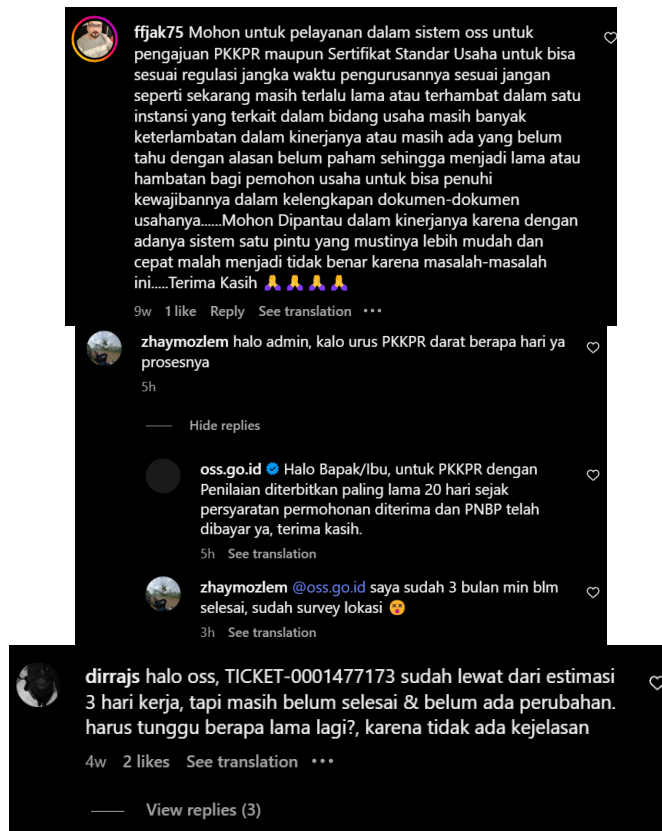 ffjak75 Mohon untuk pelayanan dalam sistem oss untuk
pengajuan PKKPR maupun Sertifikat Standar Usaha untuk bisa
sesuai regulasi jangka waktu pengurusannya sesuai jangan
seperti sekarang masih terlalu lama atau terhambat dalam satu
instansi yang terkait dalam bidang usaha masih banyak
keterlambatan dalam kinerjanya atau masih ada yang belum
tahu dengan alasan belum paham sehingga menjadi lama atau
hambatan bagi pemohon usaha untuk bisa penuhi
kewajibannya dalam kelengkapan dokumen-dokumen
usahanya......Mohon Dipantau dalam kinerjanya karena dengan
adanya sistem satu pintu yang mustinya lebih mudah dan
cepat malah menjadi tidak benar karena masalah-masalah
ini.....Terima Kasih 🙏 🙏 🙏 🙏
9w 1 like Reply See translation •••
zhaymozlem halo admin, kalo urus PKKPR darat berapa hari ya
prosesnya
5h
Hide replies
oss.go.id Halo Bapak/Ibu, untuk PKKPR dengan
Penilaian diterbitkan paling lama 20 hari sejak
persyaratan permohonan diterima dan PNBP telah
dibayar ya, terima kasih.
5h See translation
zhaymozlem @oss.go.id saya sudah 3 bulan min blm
selesai, sudah survey lokasi 😵
3h See translation
dirrajs halo oss, TICKET-0001477173 sudah lewat dari estimasi
3 hari kerja, tapi masih belum selesai & belum ada perubahan.
harus tunggu berapa lama lagi?, karena tidak ada kejelasan
4w 2 likes See translation •••
View replies (3)